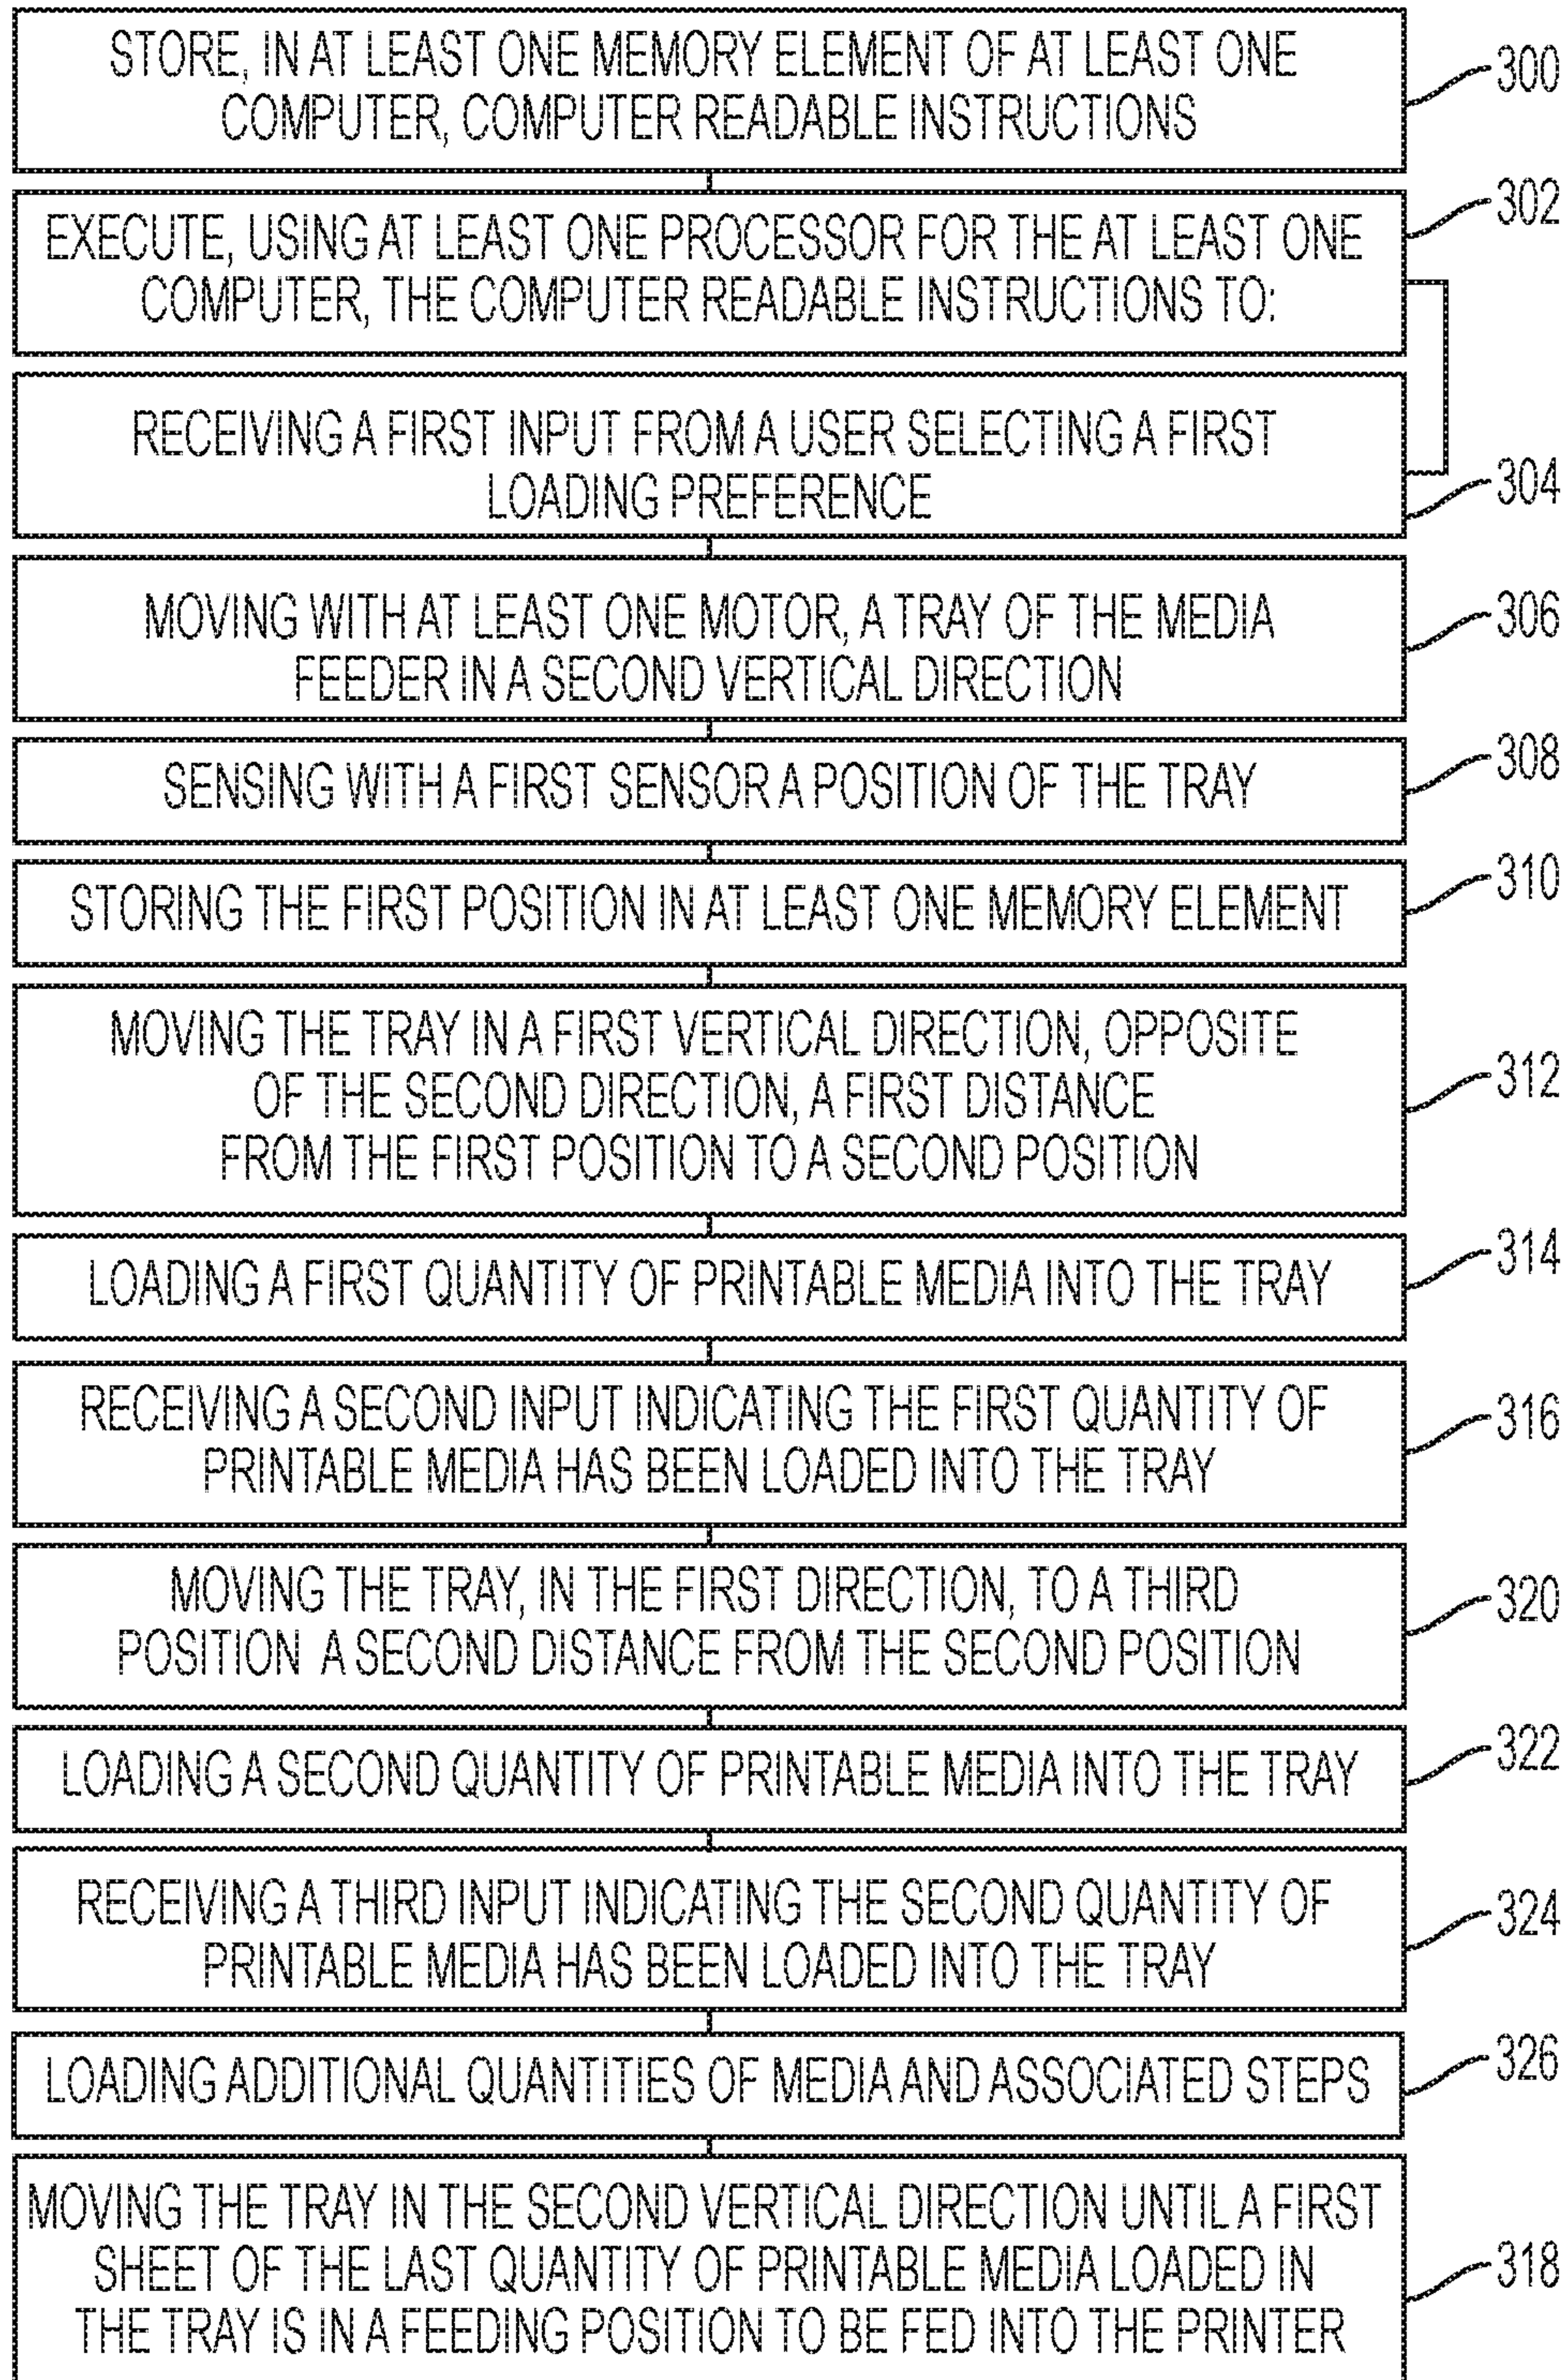 STORE, IN AT LEAST ONE MEMORY ELEMENT OF AT LEAST ONE
COMPUTER, COMPUTER READABLE INSTRUCTIONS
300
EXECUTE, USING AT LEAST ONE PROCESSOR FOR THE AT LEAST ONE
COMPUTER, THE COMPUTER READABLE INSTRUCTIONS TO:
302
RECEIVING A FIRST INPUT FROM A USER SELECTING A FIRST
LOADING PREFERENCE
304
MOVING WITH AT LEAST ONE MOTOR, A TRAY OF THE MEDIA
FEEDER IN A SECOND VERTICAL DIRECTION
306
SENSING WITH A FIRST SENSOR A POSITION OF THE TRAY
308
STORING THE FIRST POSITION IN AT LEAST ONE MEMORY ELEMENT
310
MOVING THE TRAY IN A FIRST VERTICAL DIRECTION, OPPOSITE
OF THE SECOND DIRECTION, A FIRST DISTANCE
FROM THE FIRST POSITION TO A SECOND POSITION
312
LOADING A FIRST QUANTITY OF PRINTABLE MEDIA INTO THE TRAY
314
RECEIVING A SECOND INPUT INDICATING THE FIRST QUANTITY OF
PRINTABLE MEDIA HAS BEEN LOADED INTO THE TRAY
316
MOVING THE TRAY, IN THE FIRST DIRECTION, TO A THIRD
POSITION A SECOND DISTANCE FROM THE SECOND POSITION
320
LOADING A SECOND QUANTITY OF PRINTABLE MEDIA INTO THE TRAY
322
RECEIVING A THIRD INPUT INDICATING THE SECOND QUANTITY OF
PRINTABLE MEDIA HAS BEEN LOADED INTO THE TRAY
324
LOADING ADDITIONAL QUANTITIES OF MEDIA AND ASSOCIATED STEPS
326
MOVING THE TRAY IN THE SECOND VERTICAL DIRECTION UNTIL A FIRST
SHEET OF THE LAST QUANTITY OF PRINTABLE MEDIA LOADED IN
THE TRAY IS IN A FEEDING POSITION TO BE FED INTO THE PRINTER
318